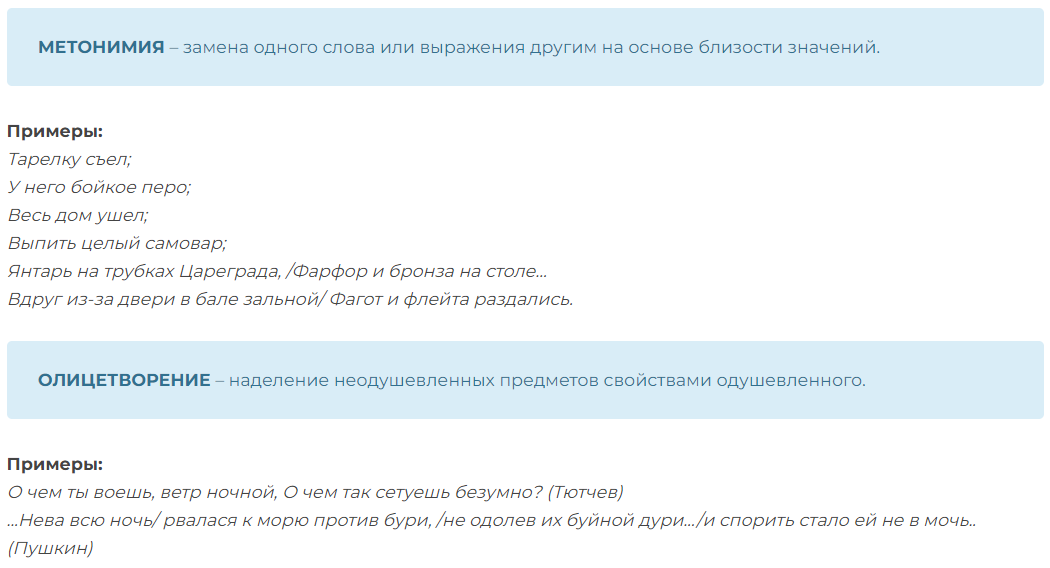 МЕТОНИМИЯ – замена одного слова или выражения другим на основе близости значений.
Примеры:
Тарелку съел;
У него бойкое перо;
Весь дом ушел;
Выпить целый самовар;
Янтарь на трубках Цареграда, /Фарфор и бронза на столе...
Вдруг из-за двери в бале зальной/ Фагот и флейта раздались.
ОЛИЦЕТВОРЕНИЕ – наделение неодушевленных предметов свойствами одушевленного.
Примеры:
О чем ты воешь, ветр ночной, О чем так сетуешь безумно? (Тютчев)
...Нева всю ночь/ рвалася к морю против бури, /не одолев их буйной дури.../и спорить стало ей не в мочь..
(Пушкин)